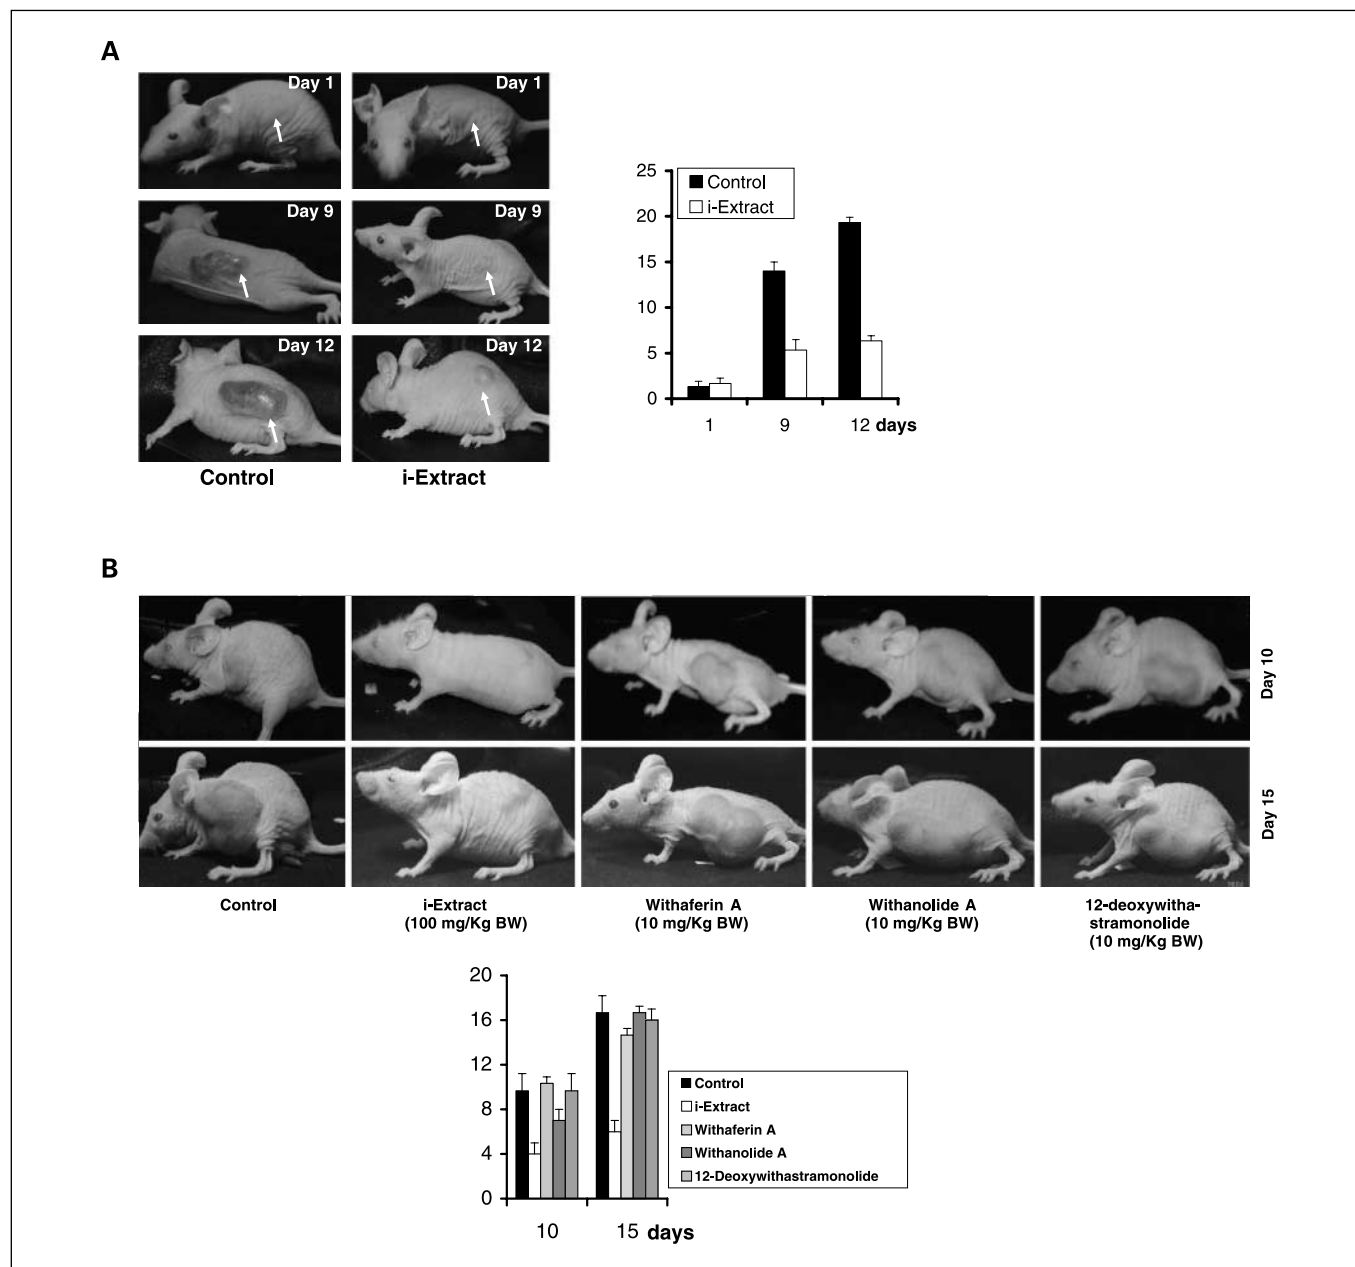 A
Day 1
Day 1
Day 9
Day 9
Day 12
Day 12
Control
i-Extract
25
20
15
10
5
0
Control
i-Extract
1
9
12 days
B
Day 10
Day 15
Control
i-Extract
(100 mg/Kg BW)
Withaferin A
(10 mg/Kg BW)
Withanolide A
(10 mg/Kg BW)
12-deoxywitha-
stramonolide
(10 mg/Kg BW)
20
16
12
8
4
0
10
15 days
Control
i-Extract
Withaferin A
Withanolide A
12-Deoxywithastramonolide